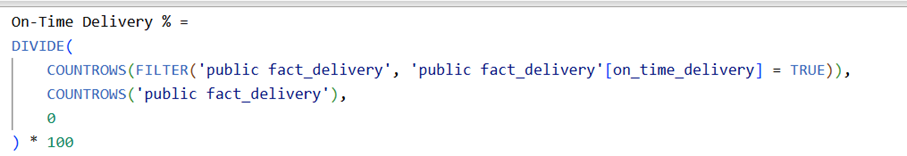 On-Time Delivery % =
DIVIDE(
COUNTROWS(FILTER('public fact_delivery', 'public fact_delivery'[on_time_delivery] = TRUE)),
COUNTROWS('public fact_delivery'),
0
) * 100